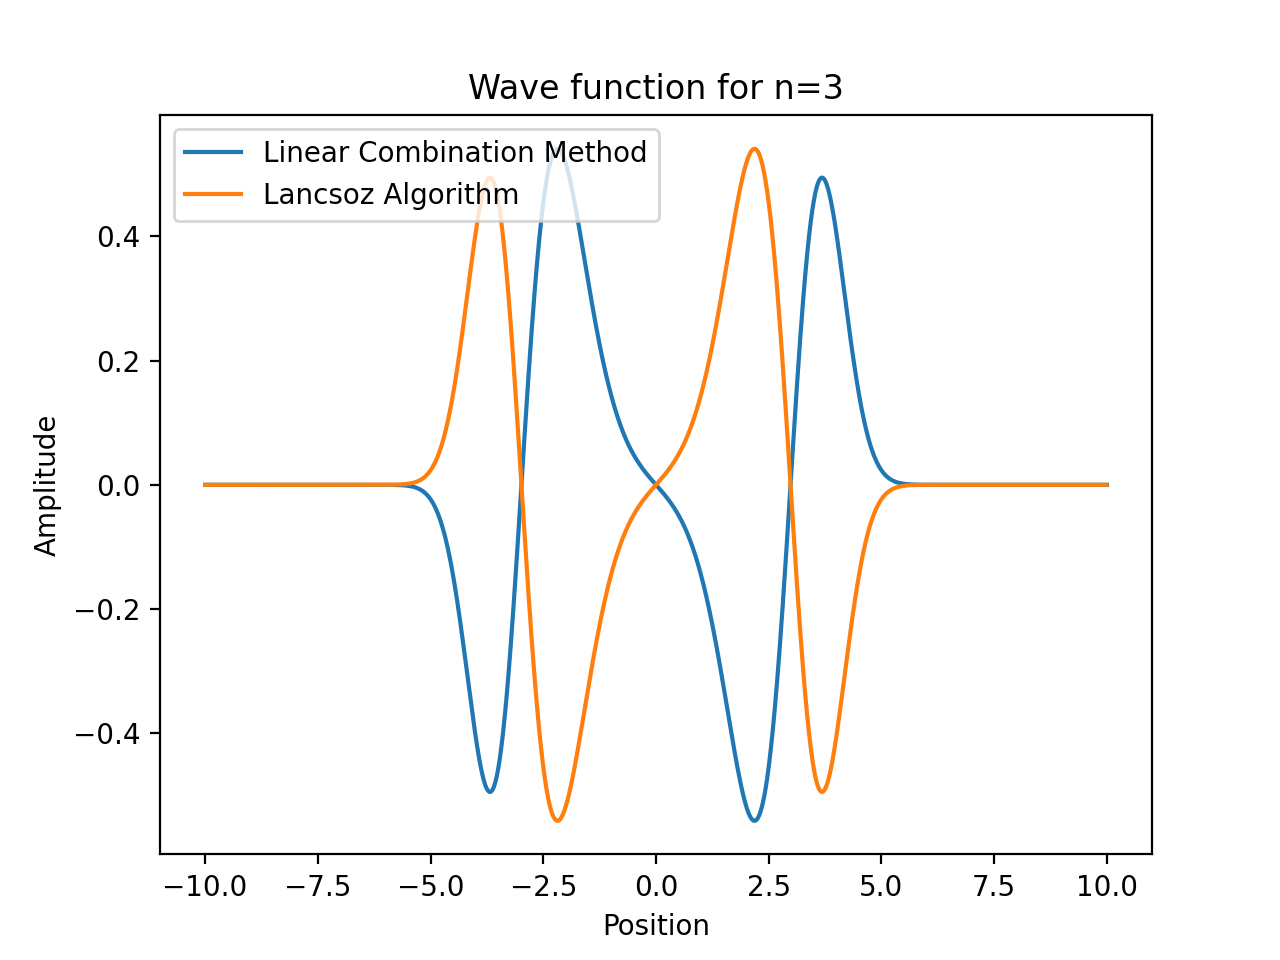 Wave function for n=3
Linear Combination Method
Lancsoz Algorithm
0.4
0.2
0.0
−0.2
−0.4
Amplitude
−10.0 −7.5 −5.0 −2.5 0.0 2.5 5.0 7.5 10.0
Position